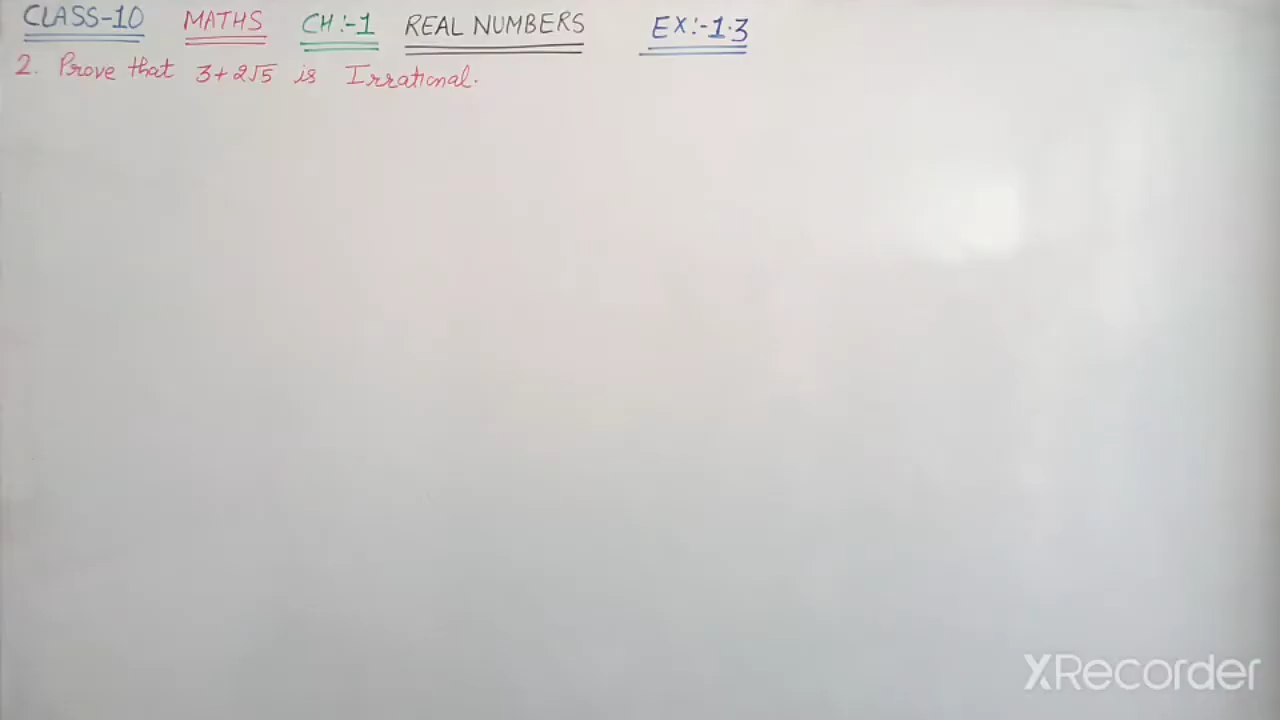 CLASS-10 MATHS CH:-1 REAL NUMBERS EX:-1.3
2. Prove that 3+2√5 is Irrational.
XRecorder